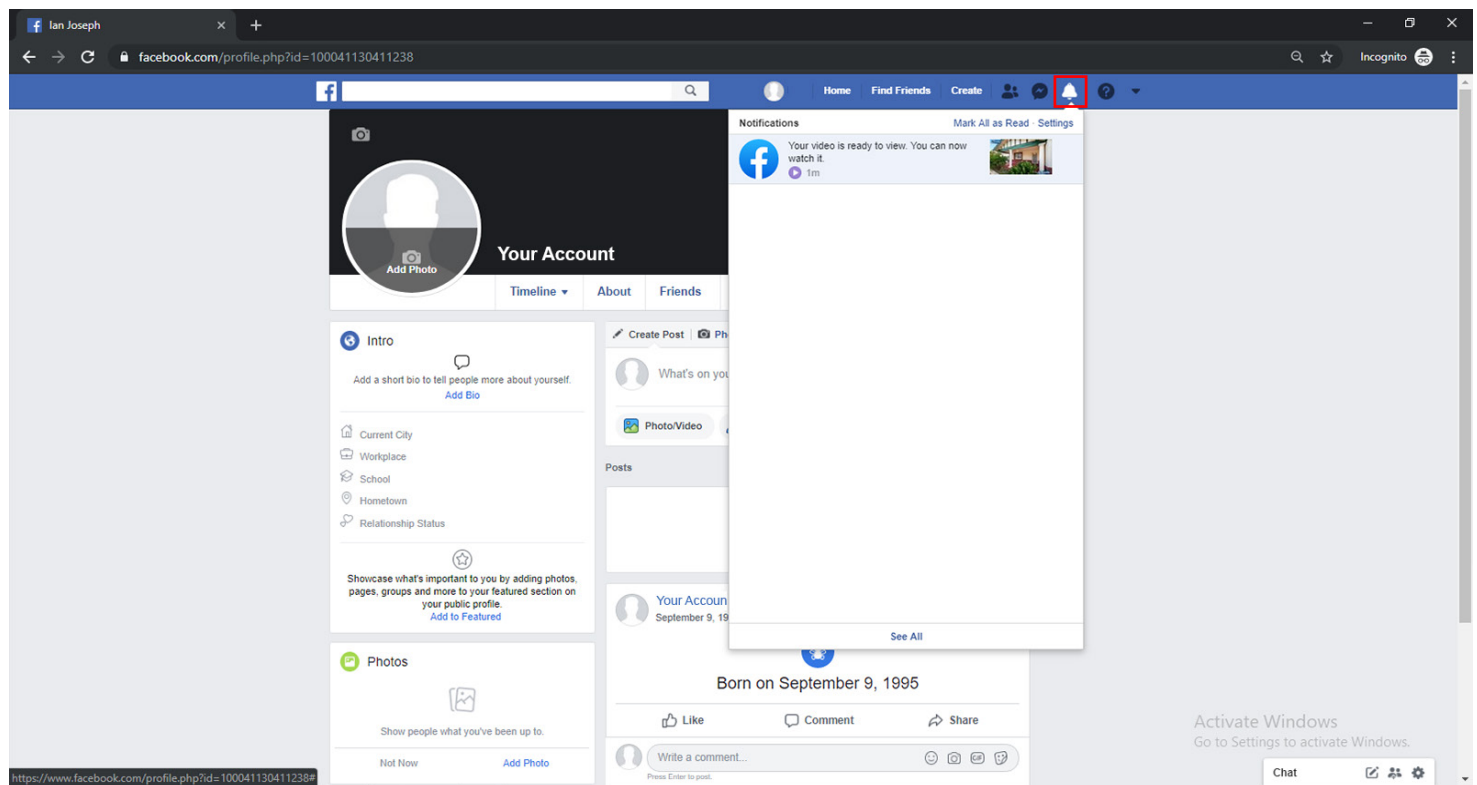 Ian Joseph
facebook.com/profile.php?id=100041130411238
Incognito
Home Find Friends Create
Notifications Mark All as Read · Settings
Your video is ready to view. You can now
watch it.
1m
See All
Your Account
Add Photo
Timeline About Friends
Intro
Add a short bio to tell people more about yourself.
Add Bio
Current City
Workplace
School
Hometown
Relationship Status
Showcase what's important to you by adding photos,
pages, groups and more to your featured section on
your public profile.
Add to Featured
Photos
Show people what you've been up to.
Not Now Add Photo
Create Post Ph
What's on you
Photo/Video
Posts
Your Accoun
September 9, 19
Born on September 9, 1995
Like Comment Share
Write a comment...
GIF
Press Enter to post.
Activate Windows
Go to Settings to activate Windows.
Chat
https://www.facebook.com/profile.php?id=100041130411238#